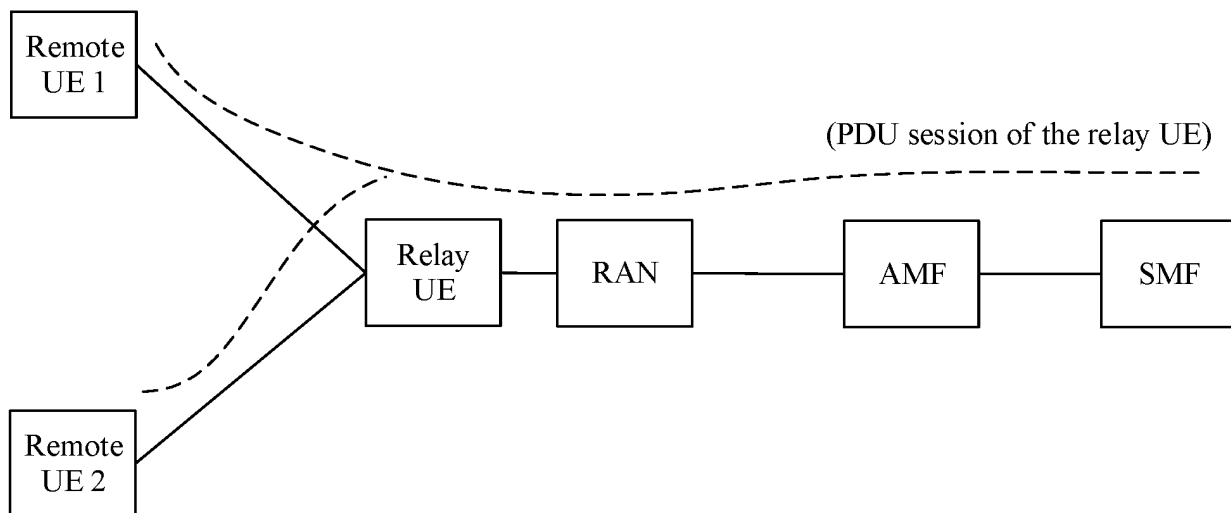 Remote
UE 1
(PDU session of the relay UE)
Relay
UE
RAN
AMF
SMF
Remote
UE 2